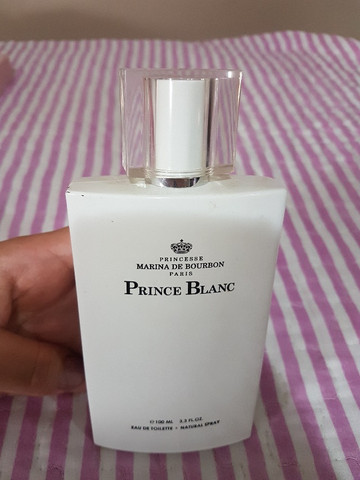 PRINCESSE
MARINA DE BOURBON
PARIS
PRINCE BLANC
100 ML 3.3 FL.OZ.
EAU DE TOILETTE • NATURAL SPRAY